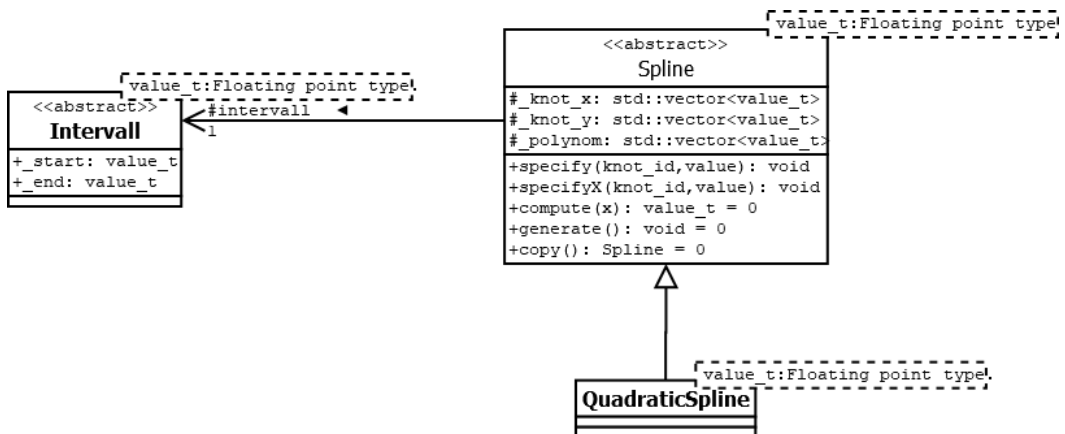 value_t:Floating point type
<<abstract>>
Spline
#_knot_x: std::vector<value_t>
#_knot_y: std::vector<value_t>
#_polynom: std::vector<value_t>
+specify(knot_id,value): void
+specifyX(knot_id,value): void
+compute(x): value_t = 0
+generate(): void = 0
+copy(): Spline = 0
value_t:Floating point type
<<abstract>>
Intervall
+_start: value_t
+_end: value_t
#intervall
1
value_t:Floating point type
QuadraticSpline